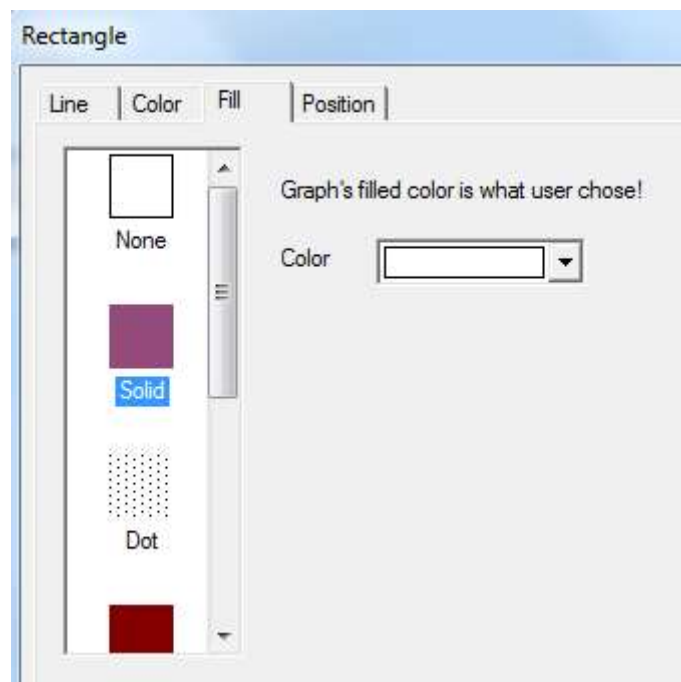 Rectangle
Line Color Fill Position
None
Solid
Dot
Graph's filled color is what user chose!
Color